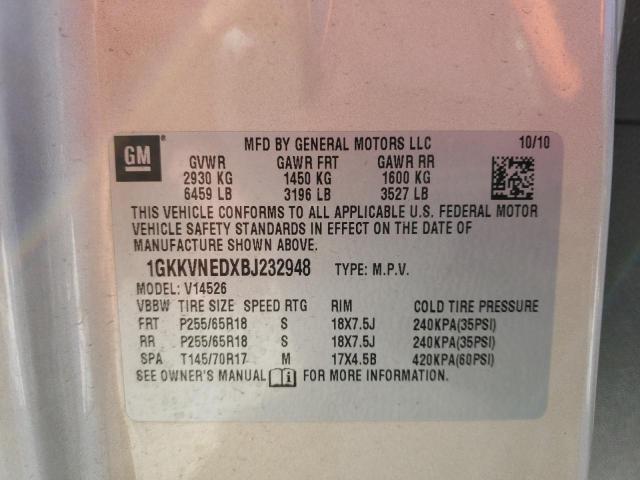 GM ® MFD BY GENERAL MOTORS LLC 10/10
GVWR GAWR FRT GAWR RR
2930 KG 1450 KG 1600 KG
6459 LB 3196 LB 3527 LB
THIS VEHICLE CONFORMS TO ALL APPLICABLE U.S. FEDERAL MOTOR
VEHICLE SAFETY STANDARDS IN EFFECT ON THE DATE OF
MANUFACTURE SHOWN ABOVE.
1GKKVNEDXBJ232948 TYPE: M.P.V.
MODEL: V14526
VBBW TIRE SIZE SPEED RTG RIM COLD TIRE PRESSURE
FRT P255/65R18 S 18X7.5J 240KPA(35PSI)
RR P255/65R18 S 18X7.5J 240KPA(35PSI)
SPA T145/70R17 M 17X4.5B 420KPA(60PSI)
SEE OWNER'S MANUAL i FOR MORE INFORMATION.